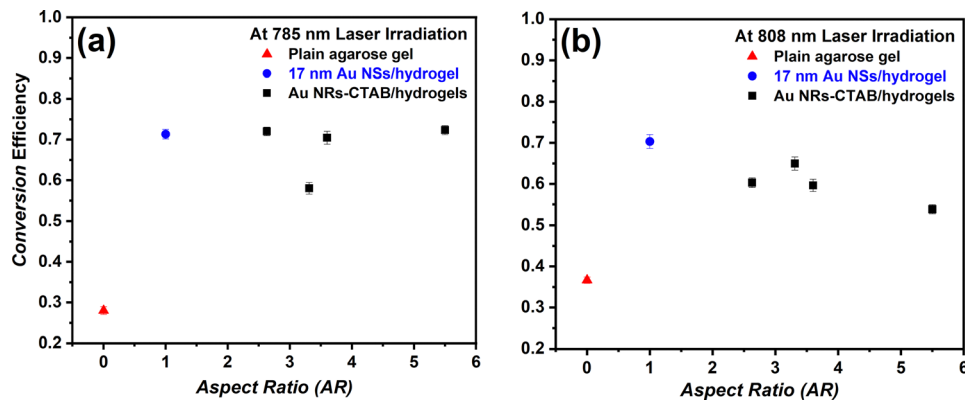 (a)
At 785 nm Laser Irradiation
Plain agarose gel
17 nm Au NSs/hydrogel
Au NRs-CTAB/hydrogels
Conversion Efficiency
1.0
0.9
0.8
0.7
0.6
0.5
0.4
0.3
0.2
0 1 2 3 4 5 6
Aspect Ratio (AR)
(b)
At 808 nm Laser Irradiation
Plain agarose gel
17 nm Au NSs/hydrogel
Au NRs-CTAB/hydrogels
1.0
0.9
0.8
0.7
0.6
0.5
0.4
0.3
0.2
0 1 2 3 4 5 6
Aspect Ratio (AR)